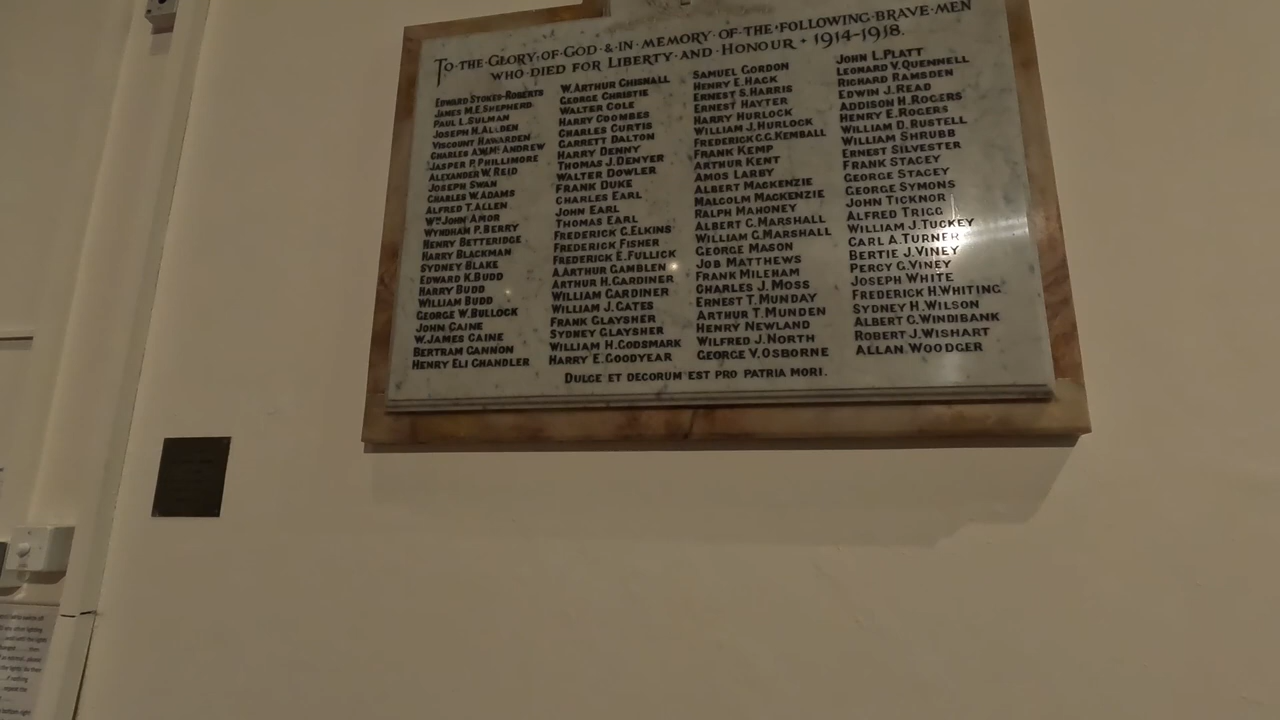 TO·THE·GLORY·OF·GOD·&·IN·MEMORY·OF·THE·FOLLOWING·BRAVE·MEN
WHO·DIED·FOR·LIBERTY·AND·HONOUR·1914-1918.
EDWARD STOKES-ROBERTS
JAMES M.E. SHEPHERD
PAUL L. SULMAN
JOSEPH H. ALLDEN
VISCOUNT HAWARDEN
CHARLES A.W. Mc ANDREW
JASPER P. PHILLIMORE
ALEXANDER W. REID
JOSEPH SWAN
CHARLES W. ADAMS
ALFRED T. ALLEN
Wm JOHN AMOR
WYNDHAM P. BERRY
HENRY BETTERIDGE
HARRY BLACKMAN
SYDNEY BLAKE
EDWARD K. BUDD
HARRY BUDD
WILLIAM BUDD
GEORGE W. BULLOCK
JOHN CAINE
W. JAMES CAINE
BERTRAM CANNON
HENRY ELI CHANDLER
W. ARTHUR CHIGNALL
GEORGE CHRISTIE
WALTER COLE
HARRY COOMBES
CHARLES CURTIS
GARRETT DALTON
HARRY DENNY
THOMAS J. DENYER
WALTER DOWLER
FRANK DUKE
CHARLES EARL
JOHN EARL
THOMAS EARL
FREDERICK C. ELKINS
FREDERICK FISHER
FREDERICK E. FULLICK
A. ARTHUR GAMBLEN
ARTHUR H. GARDINER
WILLIAM GARDINER
WILLIAM J. GATES
FRANK GLAYSHER
SYDNEY GLAYSHER
WILLIAM H. GODSMARK
HARRY E. GOODYEAR
SAMUEL GORDON
HENRY E. HACK
ERNEST S. HARRIS
ERNEST HAYTER
HARRY HURLOCK
WILLIAM J. HURLOCK
FREDERICK C.G. KEMBALL
FRANK KEMP
ARTHUR KENT
AMOS LARBY
ALBERT MACKENZIE
MALCOLM MACKENZIE
RALPH MAHONEY
ALBERT G. MARSHALL
WILLIAM G. MARSHALL
GEORGE MASON
JOB MATTHEWS
FRANK MILEHAM
CHARLES J. MOSS
ERNEST T. MUNDAY
ARTHUR T. MUNDEN
HENRY NEWLAND
WILFRED J. NORTH
GEORGE V. OSBORNE
JOHN L. PLATT
LEONARD V. QUENNELL
RICHARD RAMSDEN
EDWIN J. READ
ADDISON H. ROGERS
HENRY E. ROGERS
WILLIAM D. RUSTELL
WILLIAM SHRUBB
ERNEST SILVESTER
FRANK STACEY
GEORGE STACEY
GEORGE SYMONS
JOHN TICKNOR
ALFRED TRIGG
WILLIAM J. TUCKEY
CARL A. TURNER
BERTIE J. VINEY
PERCY G. VINEY
JOSEPH WHITE
FREDERICK H. WHITING
SYDNEY H. WILSON
ALBERT G. WINDIBANK
ROBERT J. WISHART
ALLAN WOODGER
DULCE ET DECORUM EST PRO PATRIA MORI.